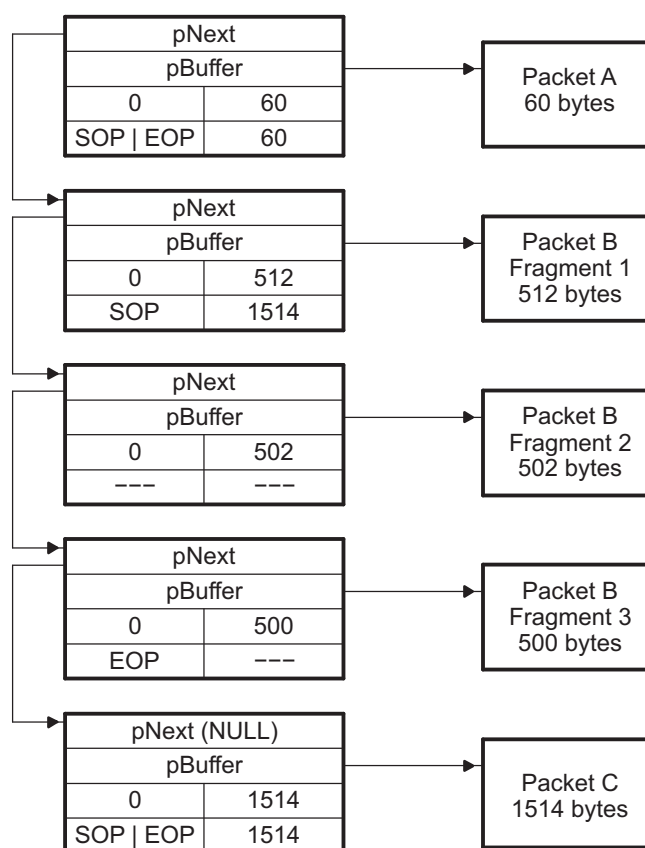 pNext
pBuffer
0 60
SOP | EOP 60
Packet A
60 bytes
pNext
pBuffer
0 512
SOP 1514
Packet B
Fragment 1
512 bytes
pNext
pBuffer
0 502
––– –––
Packet B
Fragment 2
502 bytes
pNext
pBuffer
0 500
EOP –––
Packet B
Fragment 3
500 bytes
pNext (NULL)
pBuffer
0 1514
SOP | EOP 1514
Packet C
1514 bytes